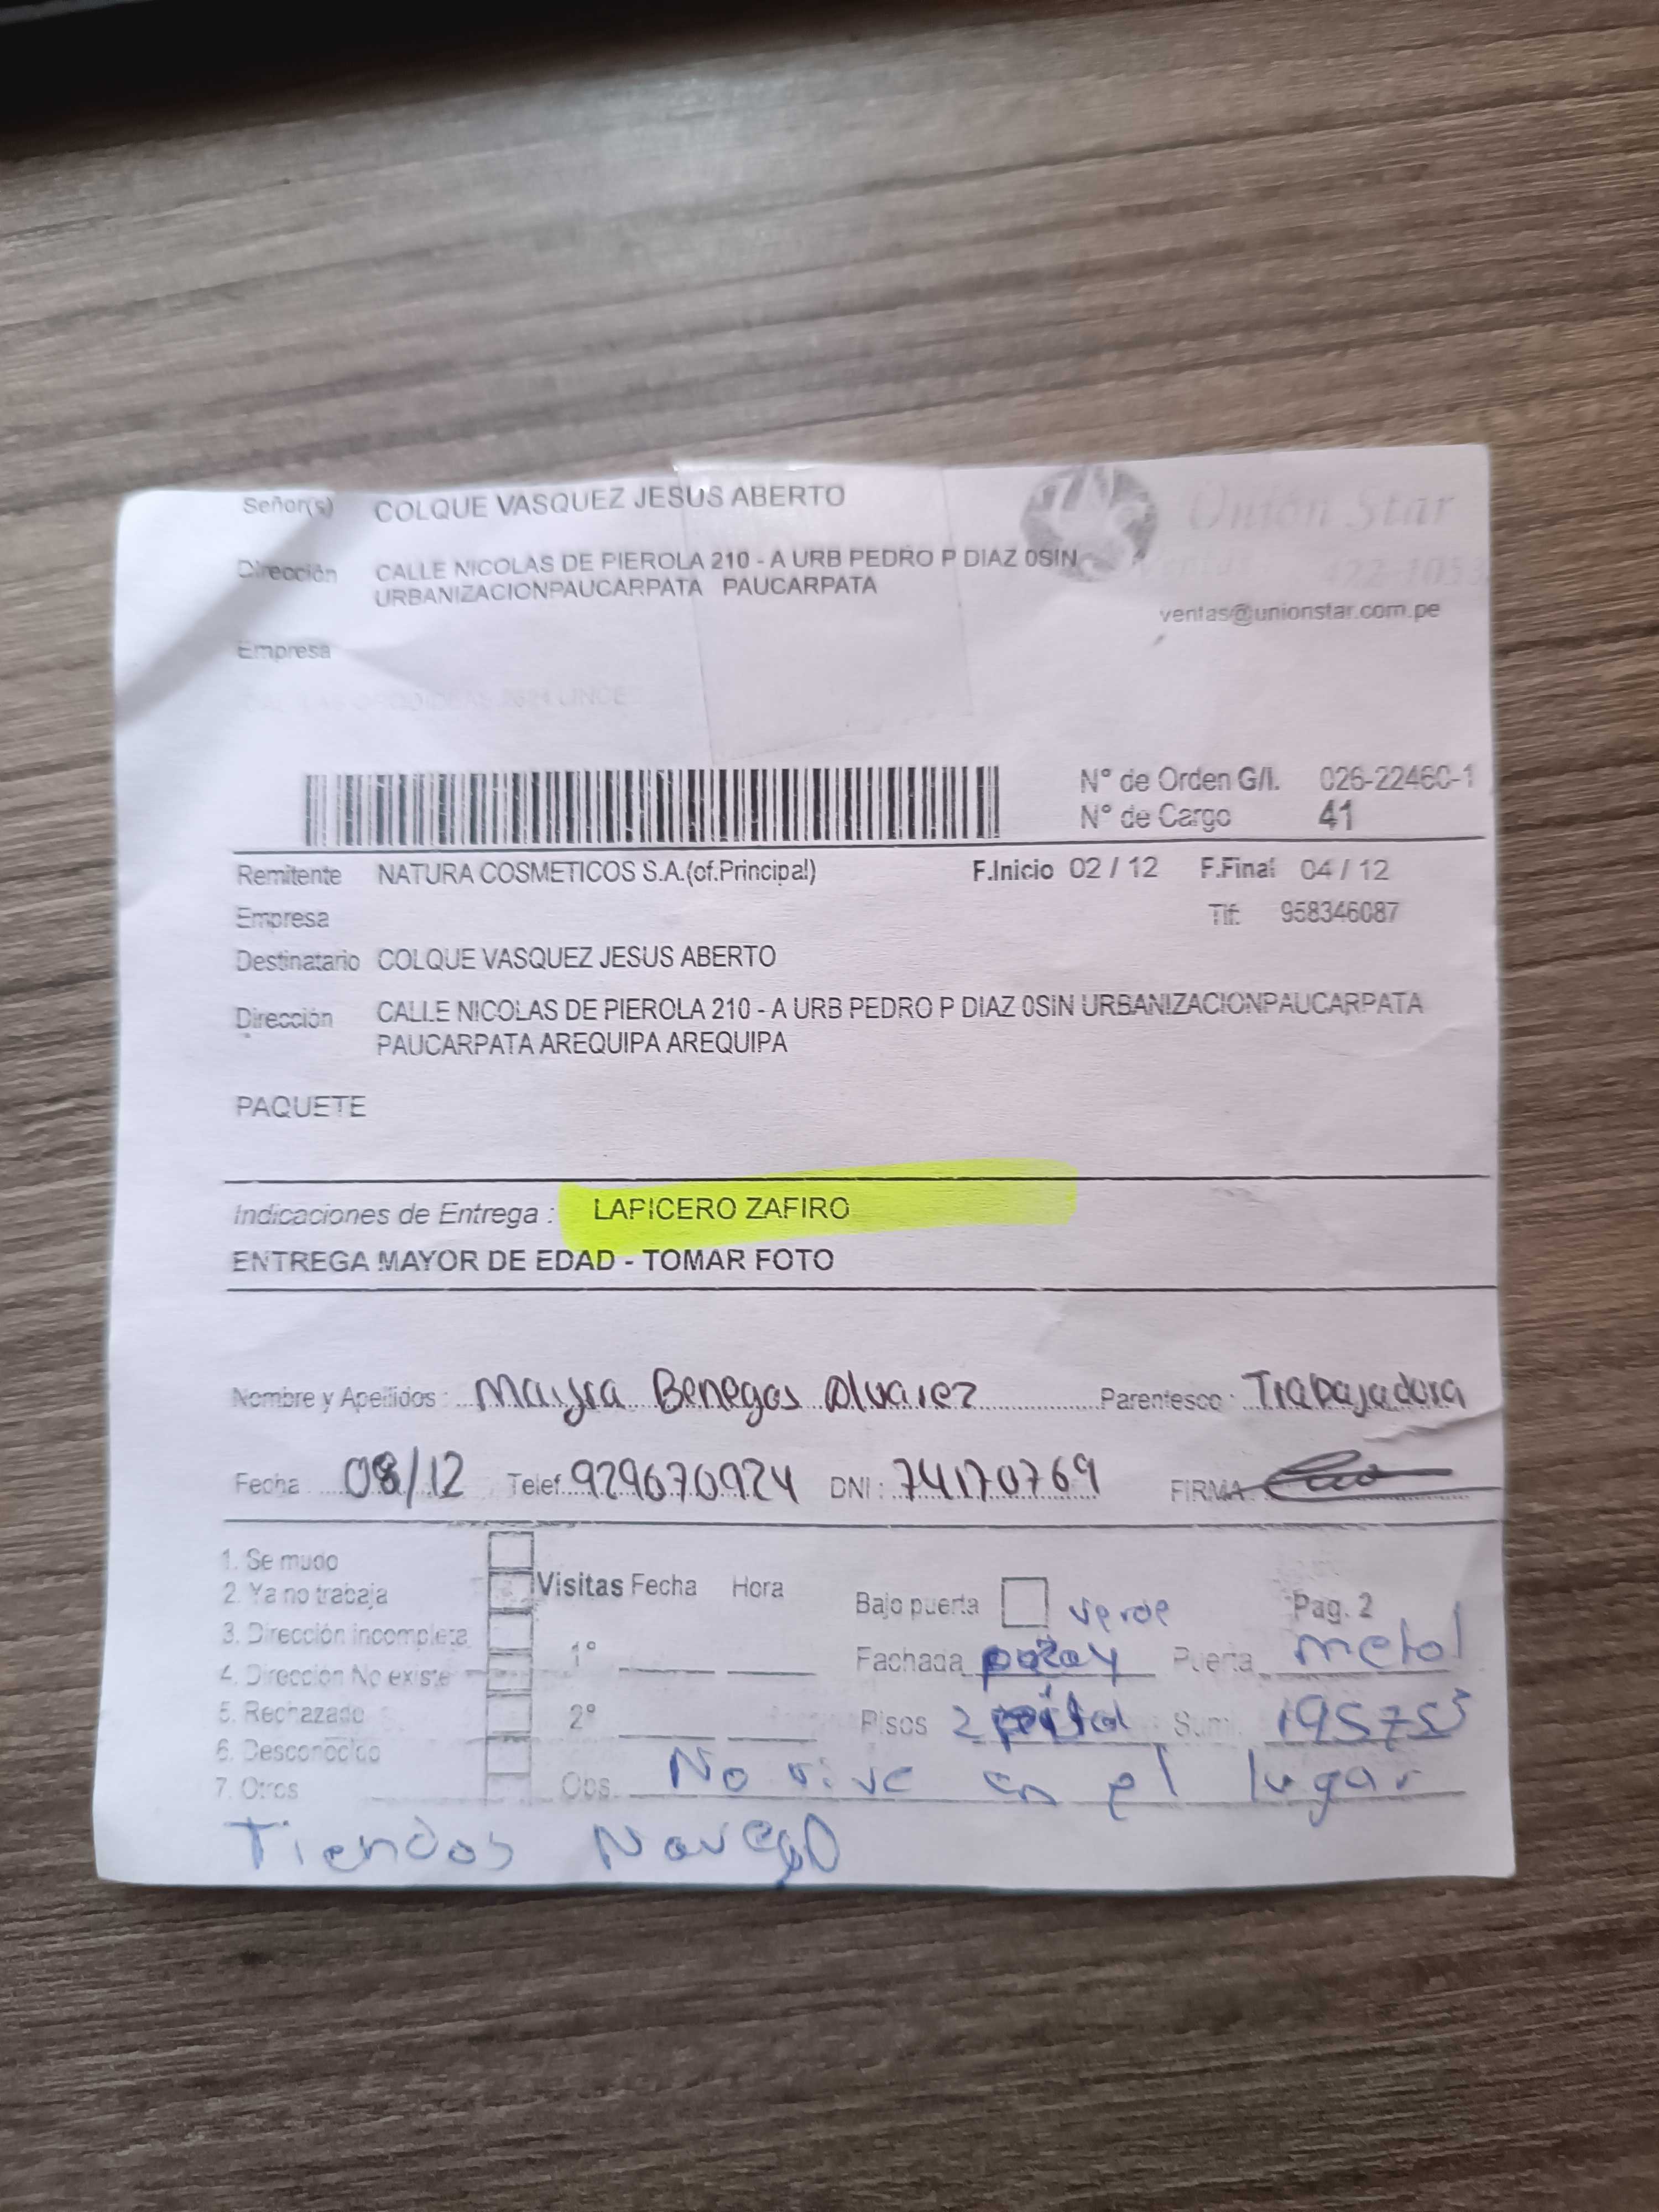 Señor(s) COLQUE VASQUEZ JESUS ABERTO
Unión Star
Dirección CALLE NICOLAS DE PIEROLA 210 - A URB PEDRO P DIAZ 0SIN
URBANIZACIONPAUCARPATA PAUCARPATA
ventas@unionstar.com.pe
Empresa
LINCE
N° de Orden G/I. 026-22460-1
N° de Cargo 41
Remitente NATURA COSMETICOS S.A.(of.Principal) F.Inicio 02 / 12 F.Final 04 / 12
Empresa Tlf: 958346087
Destinatario COLQUE VASQUEZ JESUS ABERTO
Dirección CALLE NICOLAS DE PIEROLA 210 - A URB PEDRO P DIAZ 0SIN URBANIZACIONPAUCARPATA
PAUCARPATA AREQUIPA AREQUIPA
PAQUETE
Indicaciones de Entrega : LAPICERO ZAFIRO
ENTREGA MAYOR DE EDAD - TOMAR FOTO
Nombre y Apellidos : Mayra Benegas Alvarez Parentesco : Trabajadora
Fecha 08/12 Telef. 929670924 DNI : 74170769 FIRMA
1. Se mudo
2. Ya no trabaja Visitas Fecha Hora Bajo puerta verde Pag. 2
3. Dirección incompleta 1° Fachada Puerta metal
4. Dirección No existe
5. Rechazado 2° Pisos 2 Sum. 195753
6. Desconocido
7. Otros Obs. No vive en el lugar
Tiendas